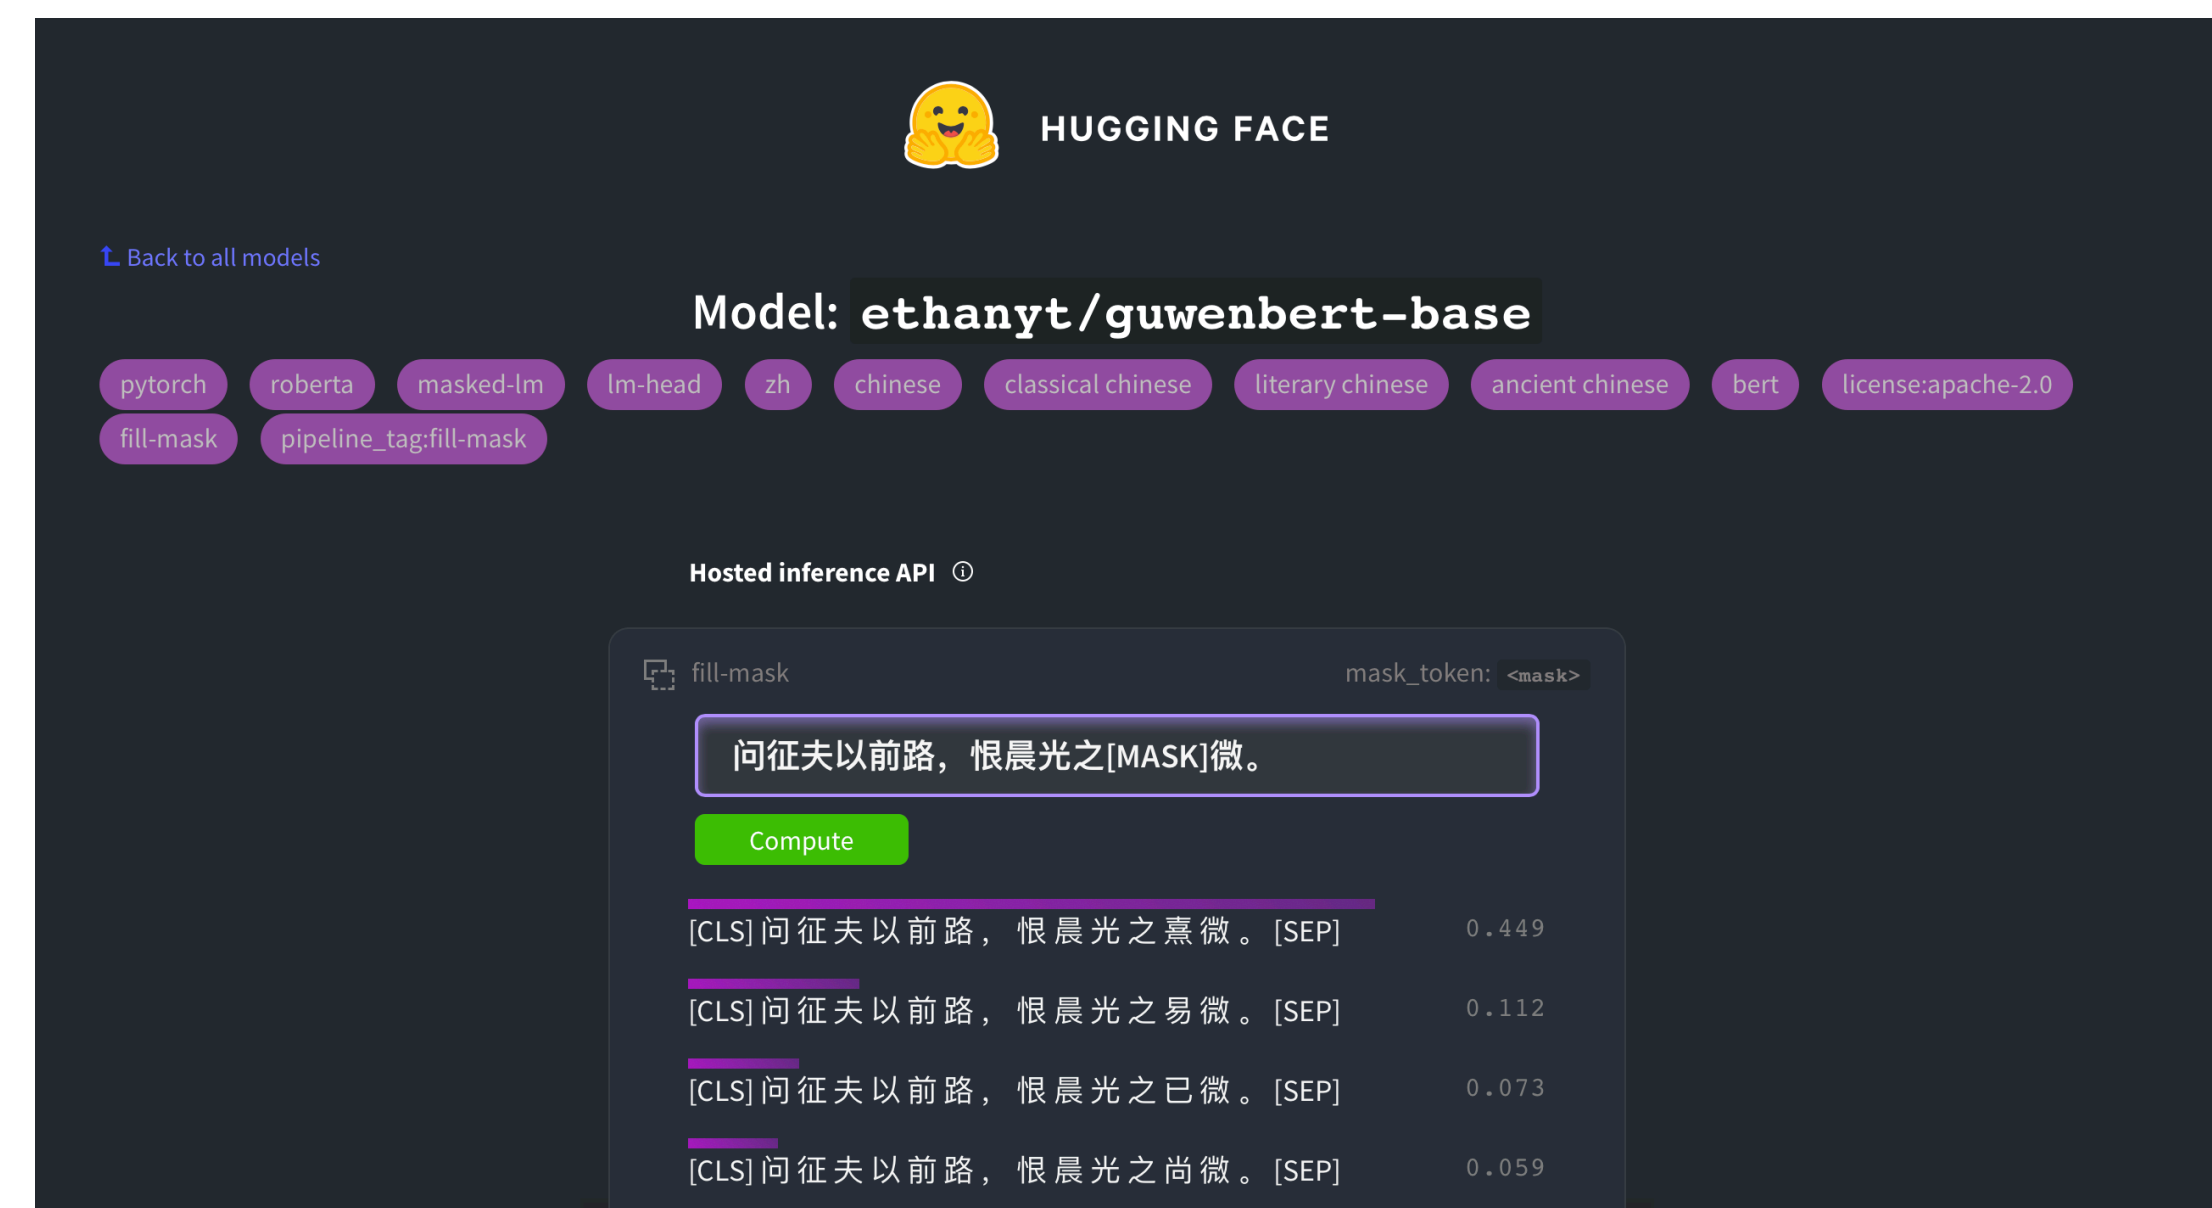 HUGGING FACE
Back to all models
Model: ethanyt/guwenbert-base
pytorch roberta masked-lm lm-head zh chinese classical chinese literary chinese ancient chinese bert license:apache-2.0
fill-mask pipeline_tag:fill-mask
Hosted inference API
fill-mask mask_token: <mask>
问征夫以前路，恨晨光之[MASK]微。
Compute
[CLS] 问 征 夫 以 前 路 ， 恨 晨 光 之 熹 微 。 [SEP] 0.449
[CLS] 问 征 夫 以 前 路 ， 恨 晨 光 之 易 微 。 [SEP] 0.112
[CLS] 问 征 夫 以 前 路 ， 恨 晨 光 之 已 微 。 [SEP] 0.073
[CLS] 问 征 夫 以 前 路 ， 恨 晨 光 之 尚 微 。 [SEP] 0.059